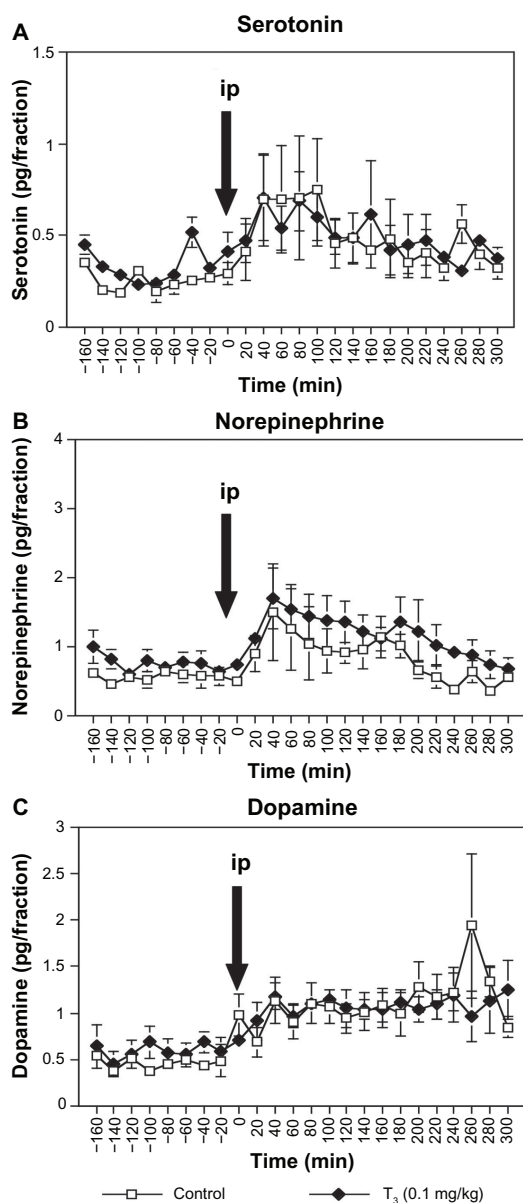 A
Serotonin
Serotonin (pg/fraction)
1.5
1
0.5
0
ip
−160 −140 −120 −100 −80 −60 −40 −20 0 20 40 60 80 100 120 140 160 180 200 220 240 260 280 300
Time (min)
B
Norepinephrine
Norepinephrine (pg/fraction)
4
3
2
1
0
ip
−160 −140 −120 −100 −80 −60 −40 −20 0 20 40 60 80 100 120 140 160 180 200 220 240 260 280 300
Time (min)
C
Dopamine
Dopamine (pg/fraction)
3
2.5
2
1.5
1
0.5
0
ip
−160 −140 −120 −100 −80 −60 −40 −20 0 20 40 60 80 100 120 140 160 180 200 220 240 260 280 300
Time (min)
Control
T₃ (0.1 mg/kg)